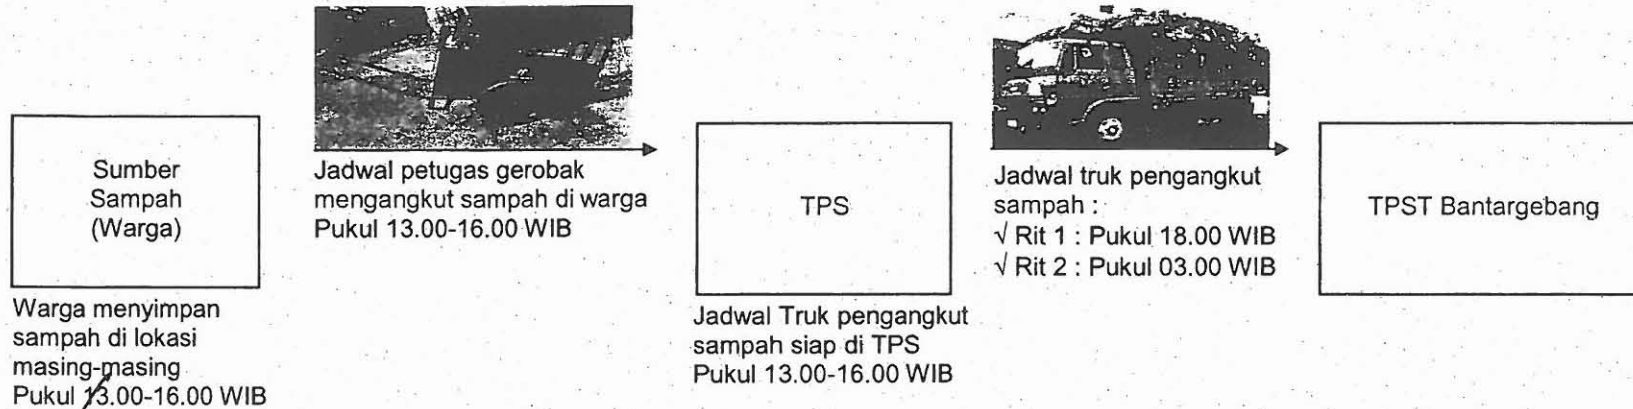 Sumber
Sampah
(Warga)
Warga menyimpan
sampah di lokasi
masing-masing
Pukul 13.00-16.00 WIB
Jadwal petugas gerobak
mengangkut sampah di warga
Pukul 13.00-16.00 WIB
TPS
Jadwal Truk pengangkut
sampah siap di TPS
Pukul 13.00-16.00 WIB
Jadwal truk pengangkut
sampah :
√ Rit 1 : Pukul 18.00 WIB
√ Rit 2 : Pukul 03.00 WIB
TPST Bantargebang